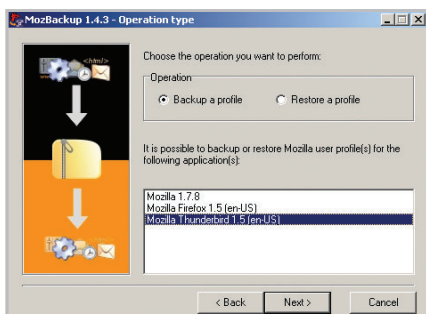 MozBackup 1.4.3 - Operation type
<html>
Choose the operation you want to perform:
Operation
Backup a profile
Restore a profile
It is possible to backup or restore Mozilla user profile(s) for the
following application(s):
Mozilla 1.7.8
Mozilla Firefox 1.5 (en-US)
Mozilla Thunderbird 1.5 (en-US)
< Back
Next >
Cancel